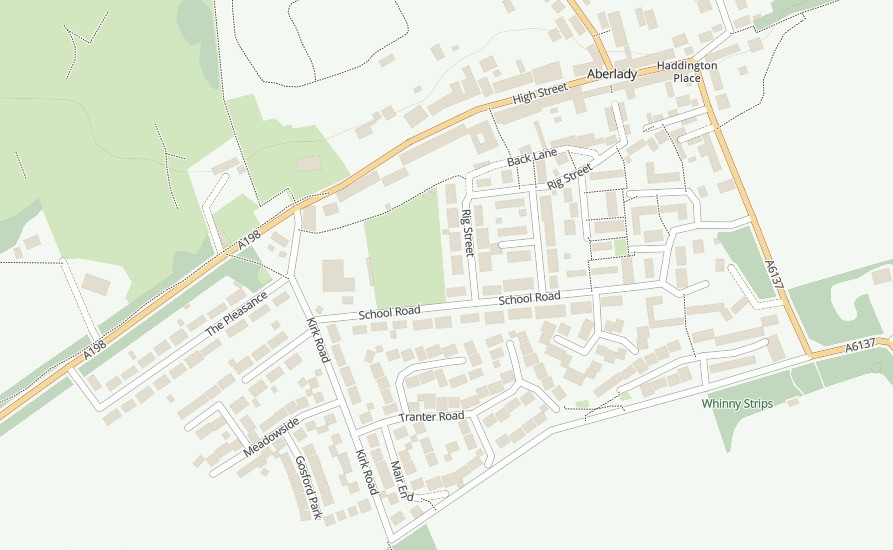 Haddington
Place
Aberlady
High Street
Back Lane
Rig Street
Rig Street
A198
A6137
The Pleasance
School Road
School Road
Kirk Road
A198
A6137
Whinny Strips
Tranter Road
Meadowside
Gosford Park
Kirk Road
Mair End